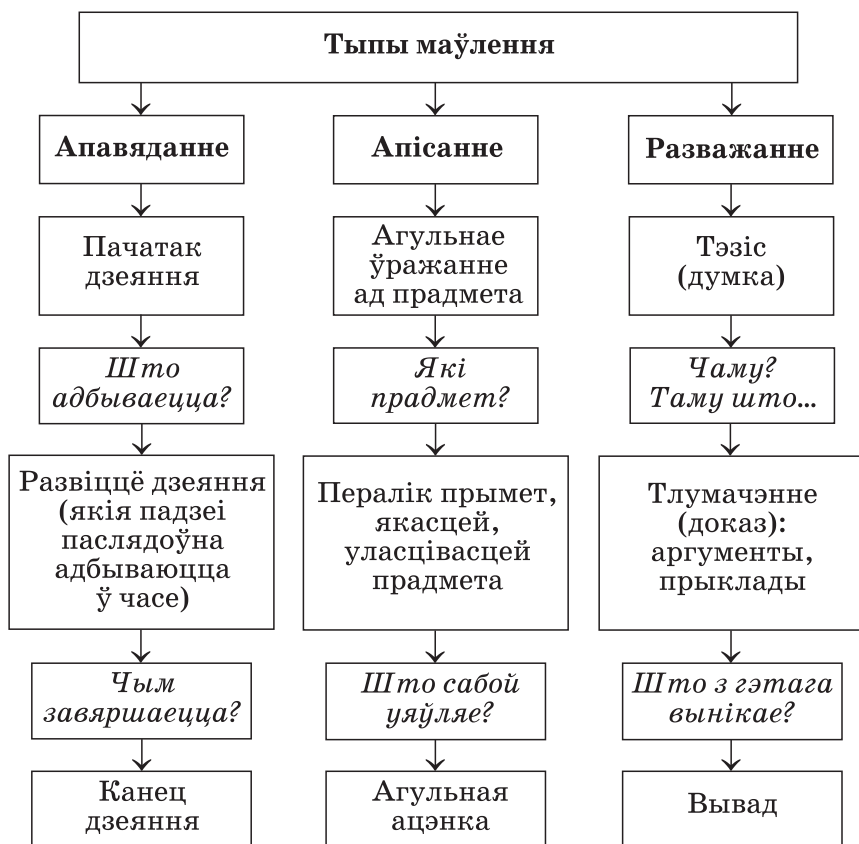 Тыпы маўлення
Апавяданне
Пачатак
дзеяння
Што
адбываецца?
Развіццё дзеяння
(якія падзеі
паслядоўна
адбываюцца
ў часе)
Чым
завяршаецца?
Канец
дзеяння
Апісанне
Агульнае
ўражанне
ад прадмета
Які
прадмет?
Пералік прымет,
якасцей,
уласцівасцей
прадмета
Што сабой
уяўляе?
Агульная
ацэнка
Разважанне
Тэзіс
(думка)
Чаму?
Таму што...
Тлумачэнне
(доказ):
аргументы,
прыклады
Што з гэтага
вынікае?
Вывад